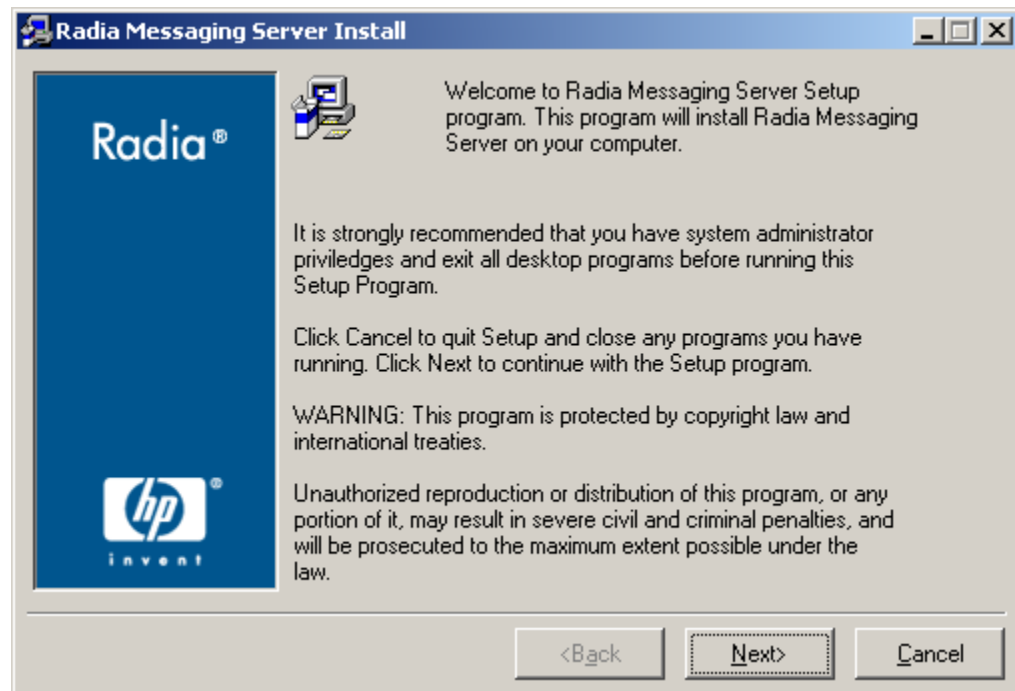 Radia Messaging Server Install
Radia®
Welcome to Radia Messaging Server Setup
program. This program will install Radia Messaging
Server on your computer.
It is strongly recommended that you have system administrator
priviledges and exit all desktop programs before running this
Setup Program.
Click Cancel to quit Setup and close any programs you have
running. Click Next to continue with the Setup program.
WARNING: This program is protected by copyright law and
international treaties.
Unauthorized reproduction or distribution of this program, or any
portion of it, may result in severe civil and criminal penalties, and
will be prosecuted to the maximum extent possible under the
law.
hp®
invent
<Back
Next>
Cancel